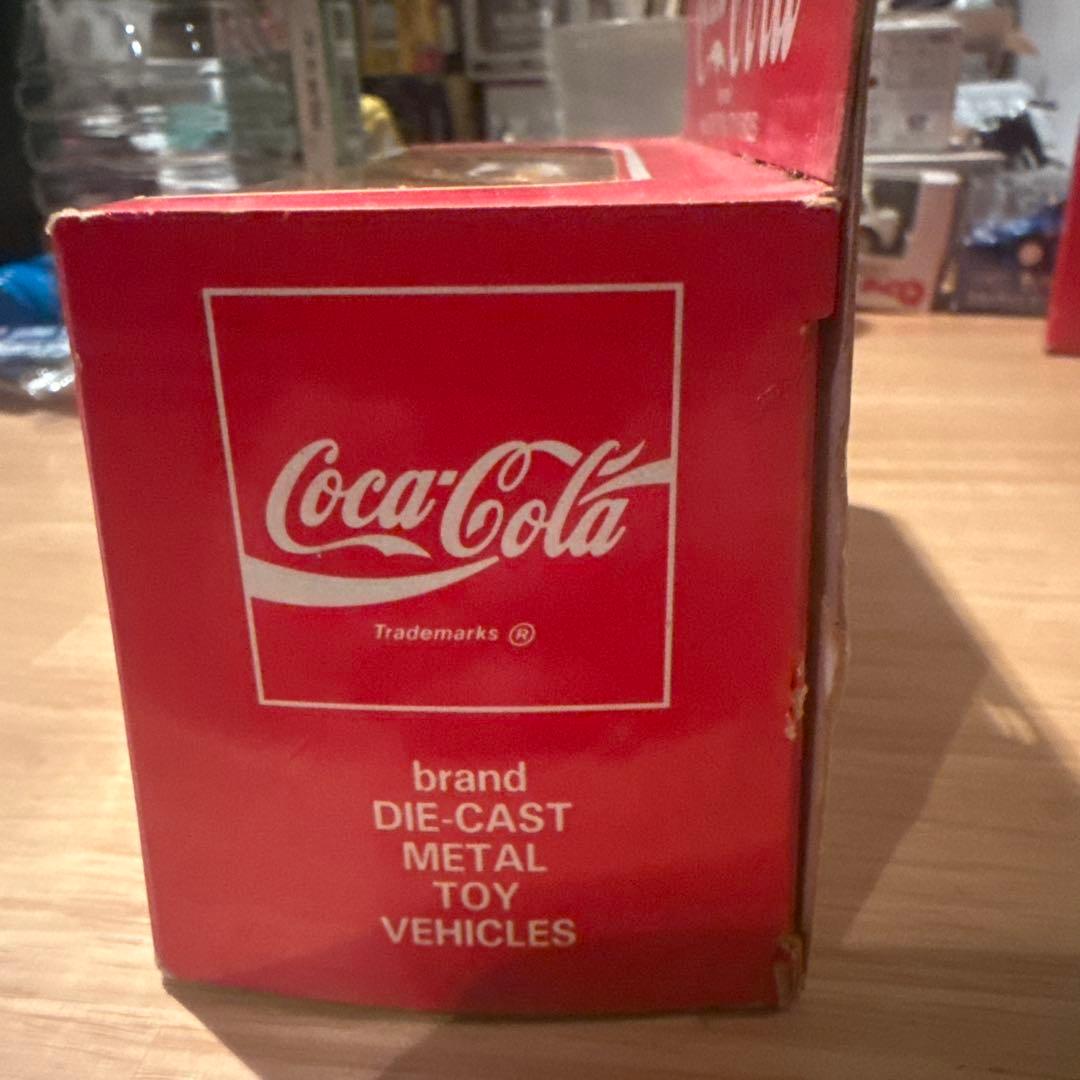 Coca-Cola
Trademarks ®
brand
DIE-CAST
METAL
TOY
VEHICLES